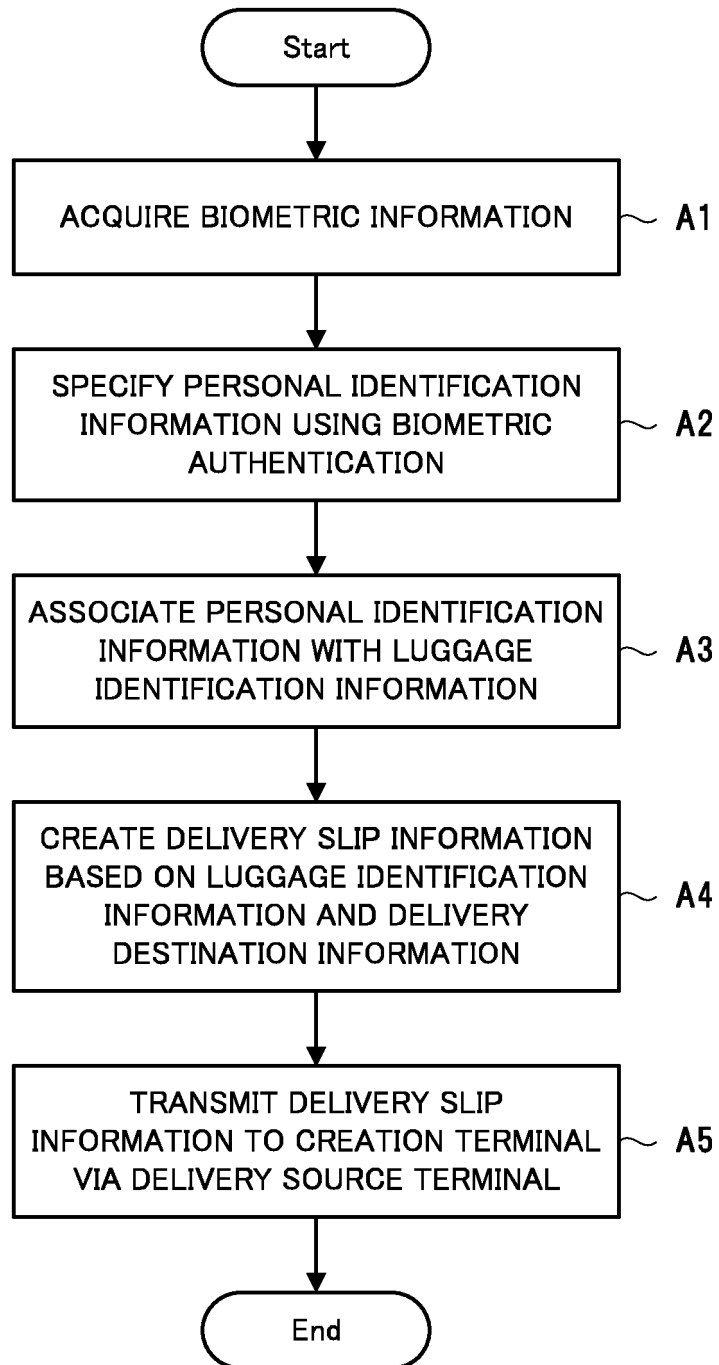 Start
ACQUIRE BIOMETRIC INFORMATION
A1
SPECIFY PERSONAL IDENTIFICATION
INFORMATION USING BIOMETRIC
AUTHENTICATION
A2
ASSOCIATE PERSONAL IDENTIFICATION
INFORMATION WITH LUGGAGE
IDENTIFICATION INFORMATION
A3
CREATE DELIVERY SLIP INFORMATION
BASED ON LUGGAGE IDENTIFICATION
INFORMATION AND DELIVERY
DESTINATION INFORMATION
A4
TRANSMIT DELIVERY SLIP
INFORMATION TO CREATION TERMINAL
VIA DELIVERY SOURCE TERMINAL
A5
End